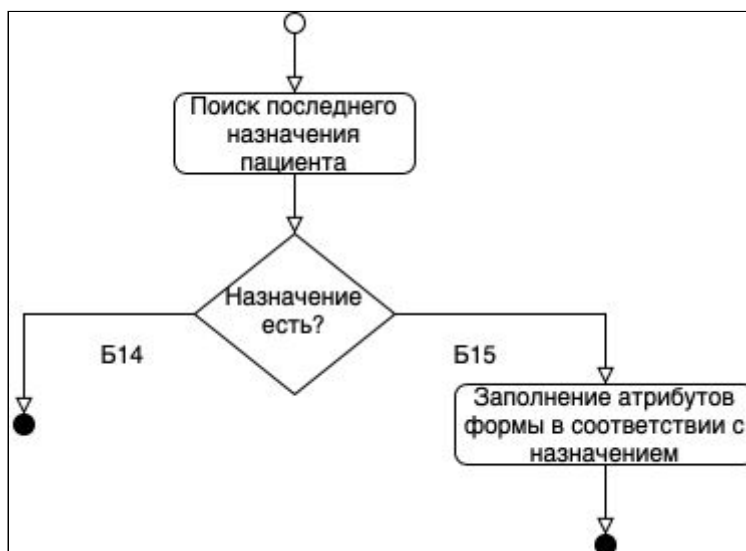 Поиск последнего
назначения
пациента
Назначение
есть?
Б14
Б15
Заполнение атрибутов
формы в соответствии с
назначением